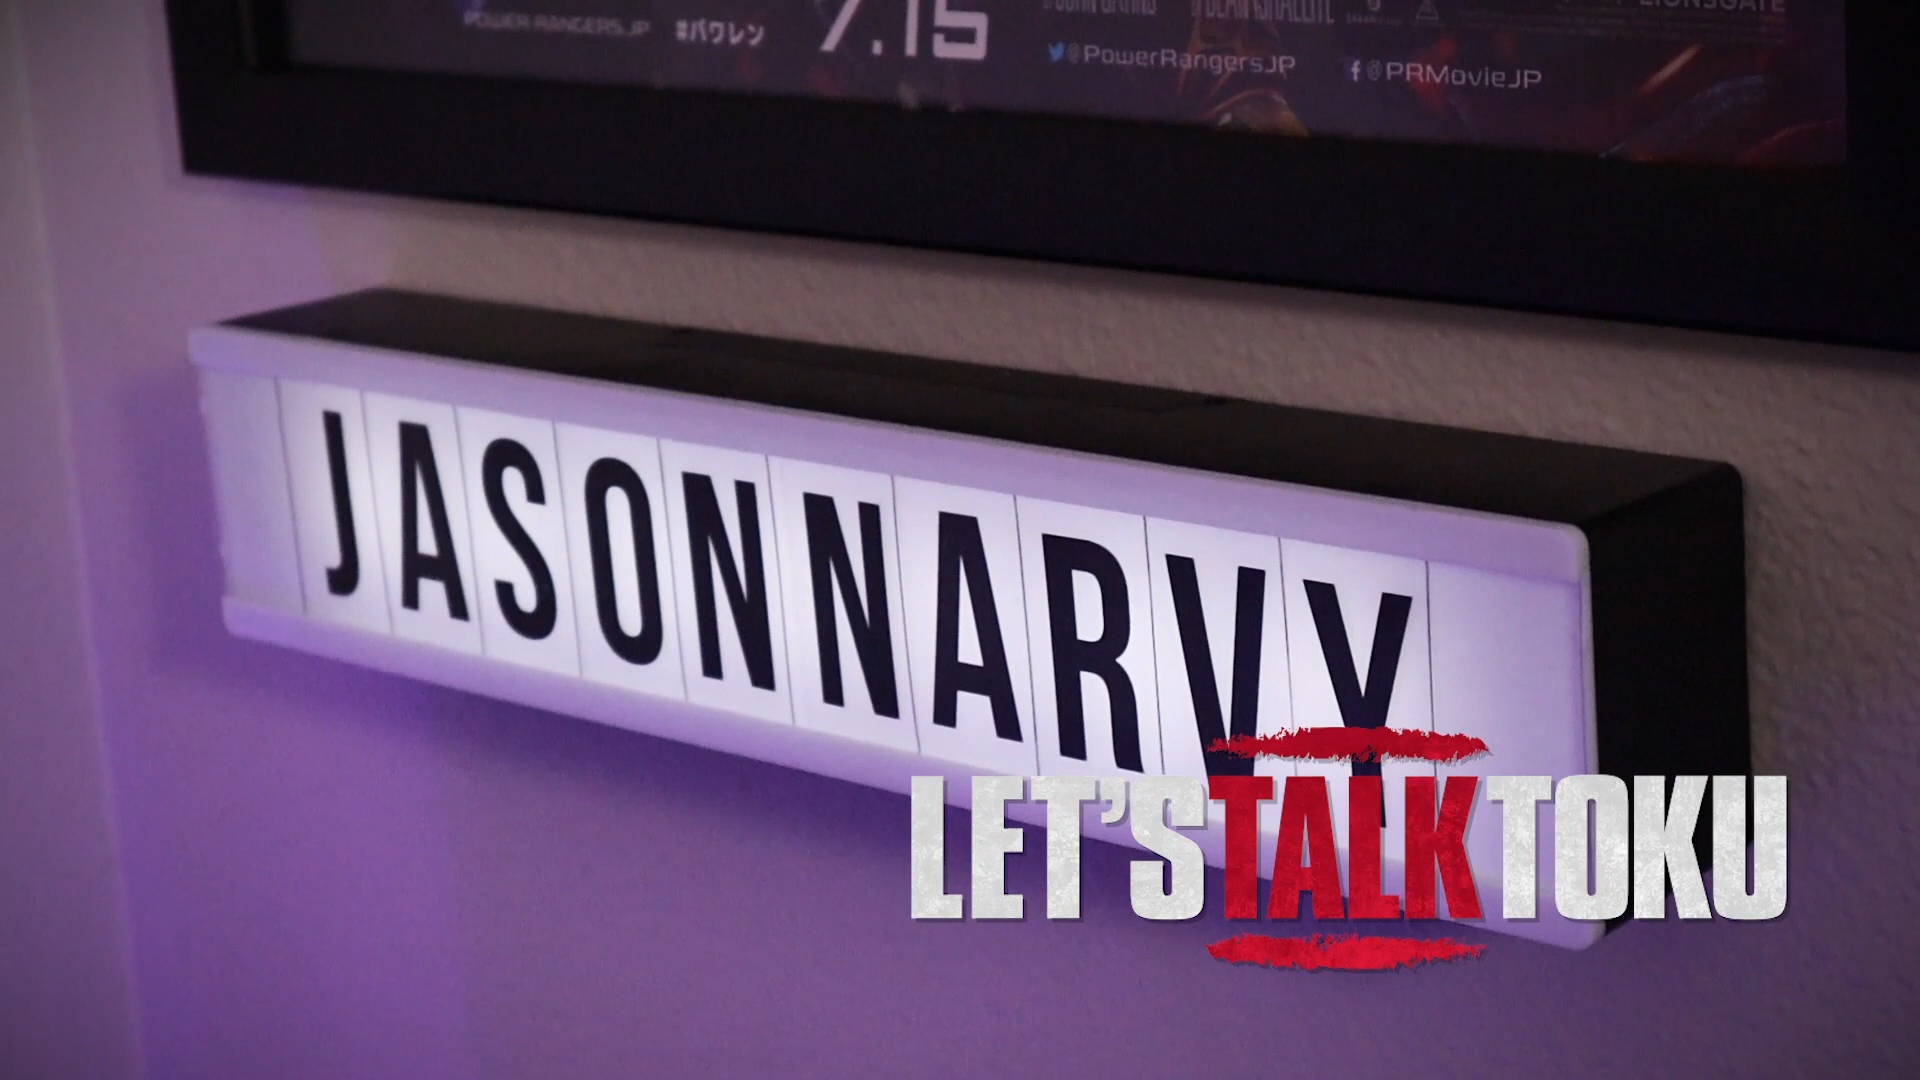 POWER-RANGERS.JP #パワレン 7.15
LIONSGATE
@PowerRangersJP @PRMovieJP
JASONNARVY
LET'STALKTOKU